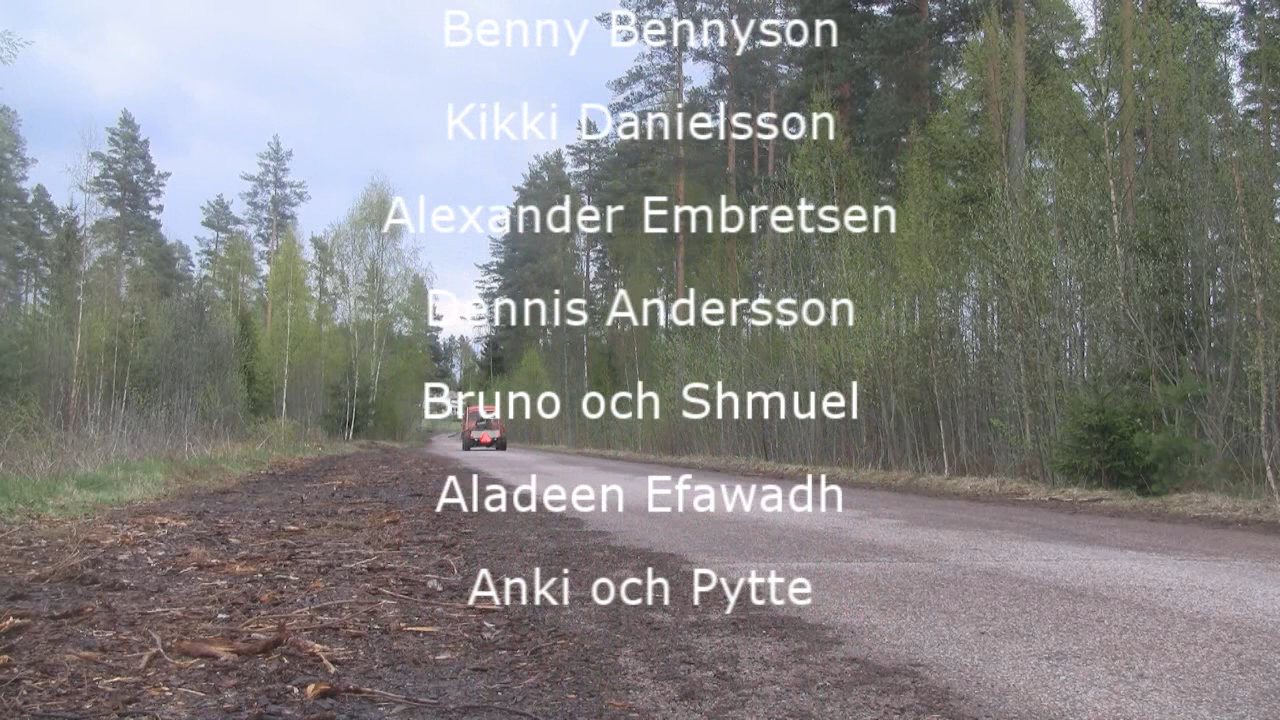 Benny Bennyson
Kikki Danielsson
Alexander Embretsen
Dennis Andersson
Bruno och Shmuel
Aladeen Efawadh
Anki och Pytte